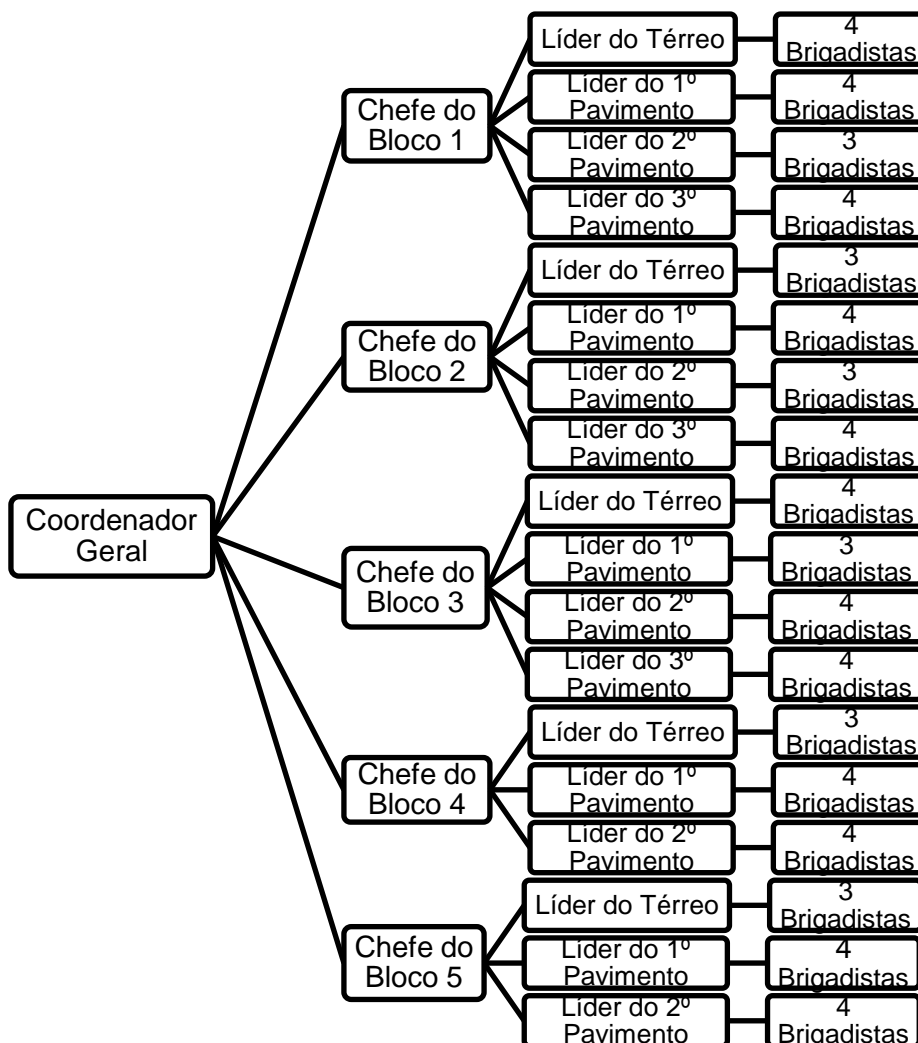 Coordenador
Geral
Chefe do
Bloco 1
Líder do Térreo
4
Brigadistas
Líder do 1º
Pavimento
4
Brigadistas
Líder do 2º
Pavimento
3
Brigadistas
Líder do 3º
Pavimento
4
Brigadistas
Chefe do
Bloco 2
Líder do Térreo
3
Brigadistas
Líder do 1º
Pavimento
4
Brigadistas
Líder do 2º
Pavimento
3
Brigadistas
Líder do 3º
Pavimento
4
Brigadistas
Chefe do
Bloco 3
Líder do Térreo
4
Brigadistas
Líder do 1º
Pavimento
3
Brigadistas
Líder do 2º
Pavimento
4
Brigadistas
Líder do 3º
Pavimento
4
Brigadistas
Chefe do
Bloco 4
Líder do Térreo
3
Brigadistas
Líder do 1º
Pavimento
4
Brigadistas
Líder do 2º
Pavimento
4
Brigadistas
Chefe do
Bloco 5
Líder do Térreo
3
Brigadistas
Líder do 1º
Pavimento
4
Brigadistas
Líder do 2º
Pavimento
4
Brigadistas